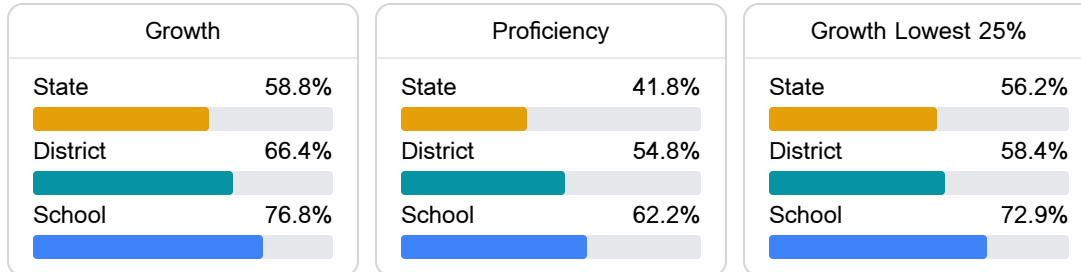 Growth
State 58.8%
District 66.4%
School 76.8%
Proficiency
State 41.8%
District 54.8%
School 62.2%
Growth Lowest 25%
State 56.2%
District 58.4%
School 72.9%